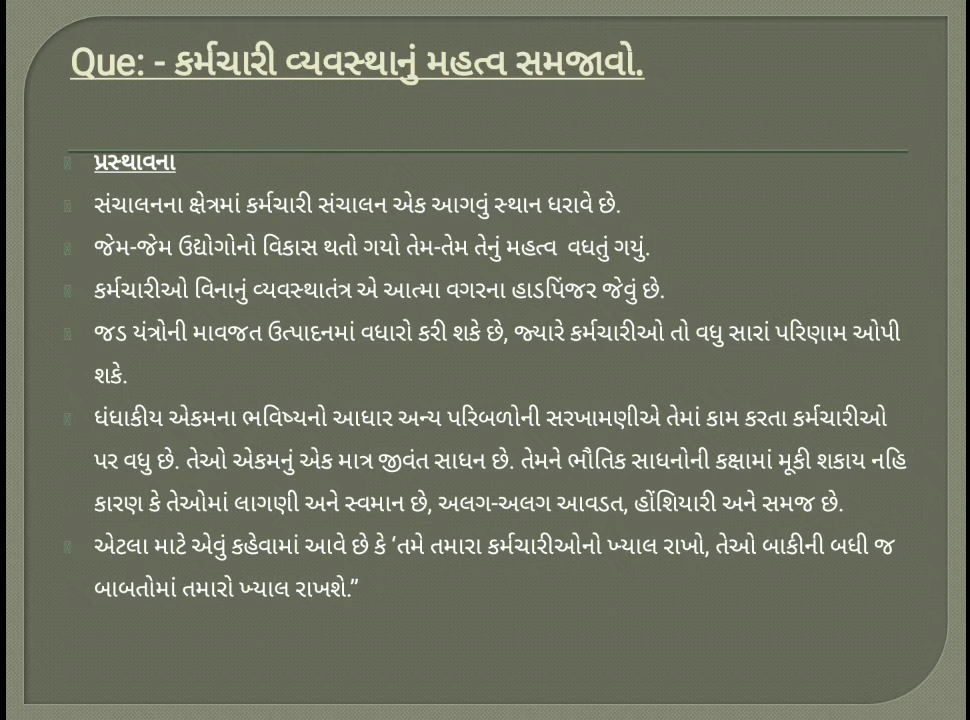 Que: - કર્મચારી વ્યવસ્થાનું મહત્વ સમજાવો.
પ્રસ્થાવના
સંચાલનના ક્ષેત્રમાં કર્મચારી સંચાલન એક આગવું સ્થાન ધરાવે છે.
જેમ-જેમ ઉદ્યોગોનો વિકાસ થતો ગયો તેમ-તેમ તેનું મહત્વ વધતું ગયું.
કર્મચારીઓ વિનાનું વ્યવસ્થાતંત્ર એ આત્મા વગરના હાડપિંજર જેવું છે.
જડ યંત્રોની માવજત ઉત્પાદનમાં વધારો કરી શકે છે, જ્યારે કર્મચારીઓ તો વધુ સારાં પરિણામ ઓપી
શકે.
ધંધાકીય એકમના ભવિષ્યનો આધાર અન્ય પરિબળોની સરખામણીએ તેમાં કામ કરતા કર્મચારીઓ
પર વધુ છે. તેઓ એકમનું એક માત્ર જીવંત સાધન છે. તેમને ભૌતિક સાધનોની કક્ષામાં મૂકી શકાય નહિ
કારણ કે તેઓમાં લાગણી અને સ્વમાન છે, અલગ-અલગ આવડત, હોંશિયારી અને સમજ છે.
એટલા માટે એવું કહેવામાં આવે છે કે ‘તમે તમારા કર્મચારીઓનો ખ્યાલ રાખો, તેઓ બાકીની બધી જ
બાબતોમાં તમારો ખ્યાલ રાખશે.”